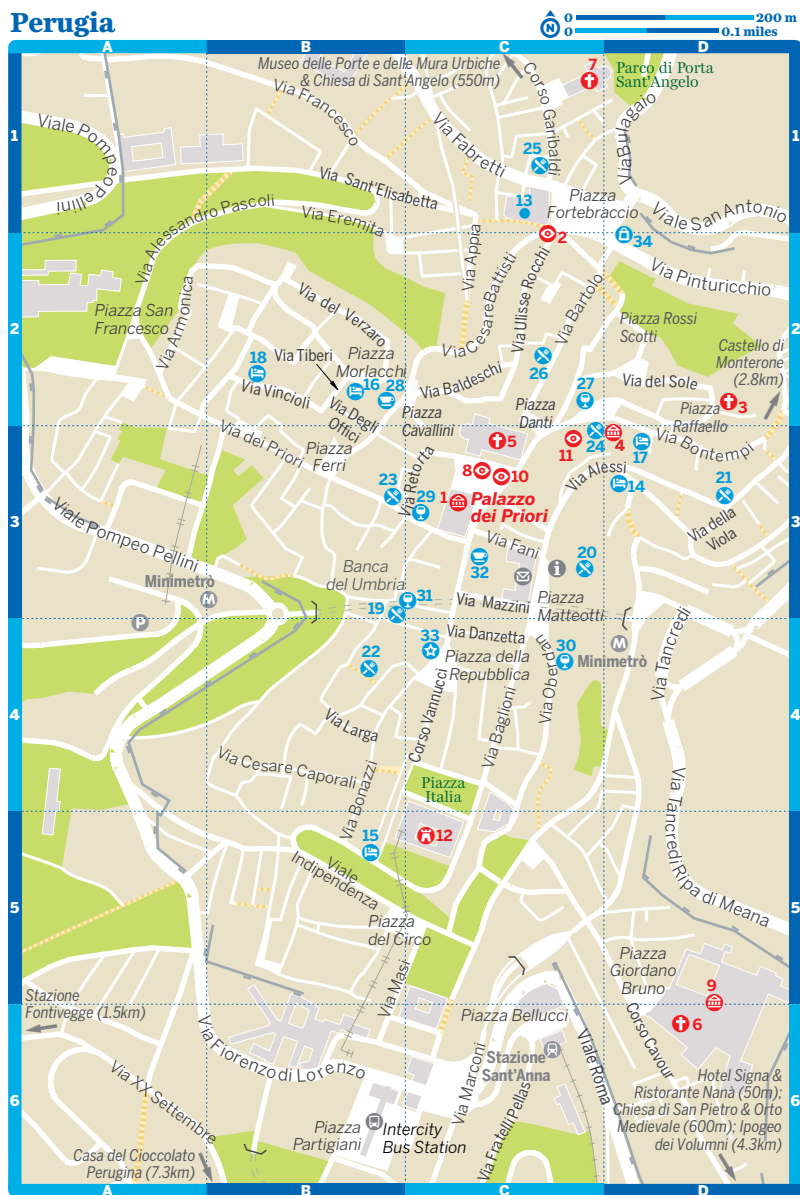 Perugia
N
0 200 m
0 0.1 miles
A B C D
Museo delle Porte e delle Mura Urbiche
& Chiesa di Sant'Angelo (550m)
7
Parco di Porta
Sant'Angelo
Via Francesco
Corso Garibaldi
Via Bulagaio
1
1
Viale Pompeo Pellini
Via Fabretti
25
Via Sant'Elisabetta
13
Piazza
Fortebraccio
Viale San Antonio
Via Alessandro Pascoli
Via Eremita
Via Appia
2
34
Via Cesare Battisti
Via Ulisse Rocchi
Via Bartolo
Via Pinturicchio
Piazza San
Francesco
Via Armonica
Via del Verzaro
Piazza Rossi
Scotti
2
2
Castello di
Monterone
(2.8km)
18
Via Tiberi
Piazza
Morlacchi
26
Via Baldeschi
27
Via del Sole
16
28
Via Vincioli
Via Degli
Offici
Piazza
Cavallini
Piazza
Danti
Piazza
Raffaello
3
Via dei Priori
Piazza
Ferri
5
11
24
4
17
Via Bontempi
8
10
Via Alessi
14
21
23
Via Retorta
29
1
Palazzo
dei Priori
Via della
Viola
3
3
Viale Pompeo Pellini
Via Fani
32
i
20
Minimetrò
M
Banca
del Umbria
31
19
Via Mazzini
Piazza
Matteotti
P
33
Via Danzetta
Piazza della
Repubblica
30
M
Minimetrò
Via Tancredi
22
Via Oberdan
Corso Vannucci
Via Baglioni
4
4
Via Larga
Via Cesare Caporali
Via Bonazzi
Piazza
Italia
Via Tancredi Ripa di Meana
15
12
Viale
Indipendenza
5
5
Piazza
del Circo
Via Masi
Piazza
Giordano
Bruno
9
6
Stazione
Fontivegge (1.5km)
Piazza Bellucci
Via Fiorenzo di Lorenzo
Via Marconi
Stazione
Sant'Anna
Viale Roma
Corso Cavour
Via XX Settembre
Via Fratelli Pellas
Hotel Signa &
Ristorante Nanà (50m);
Chiesa di San Pietro & Orto
Medievale (600m); Ipogeo
dei Volumni (4.3km)
6
6
Piazza
Partigiani
Intercity
Bus Station
Casa del Cioccolato
Perugina (7.3km)
A B C D